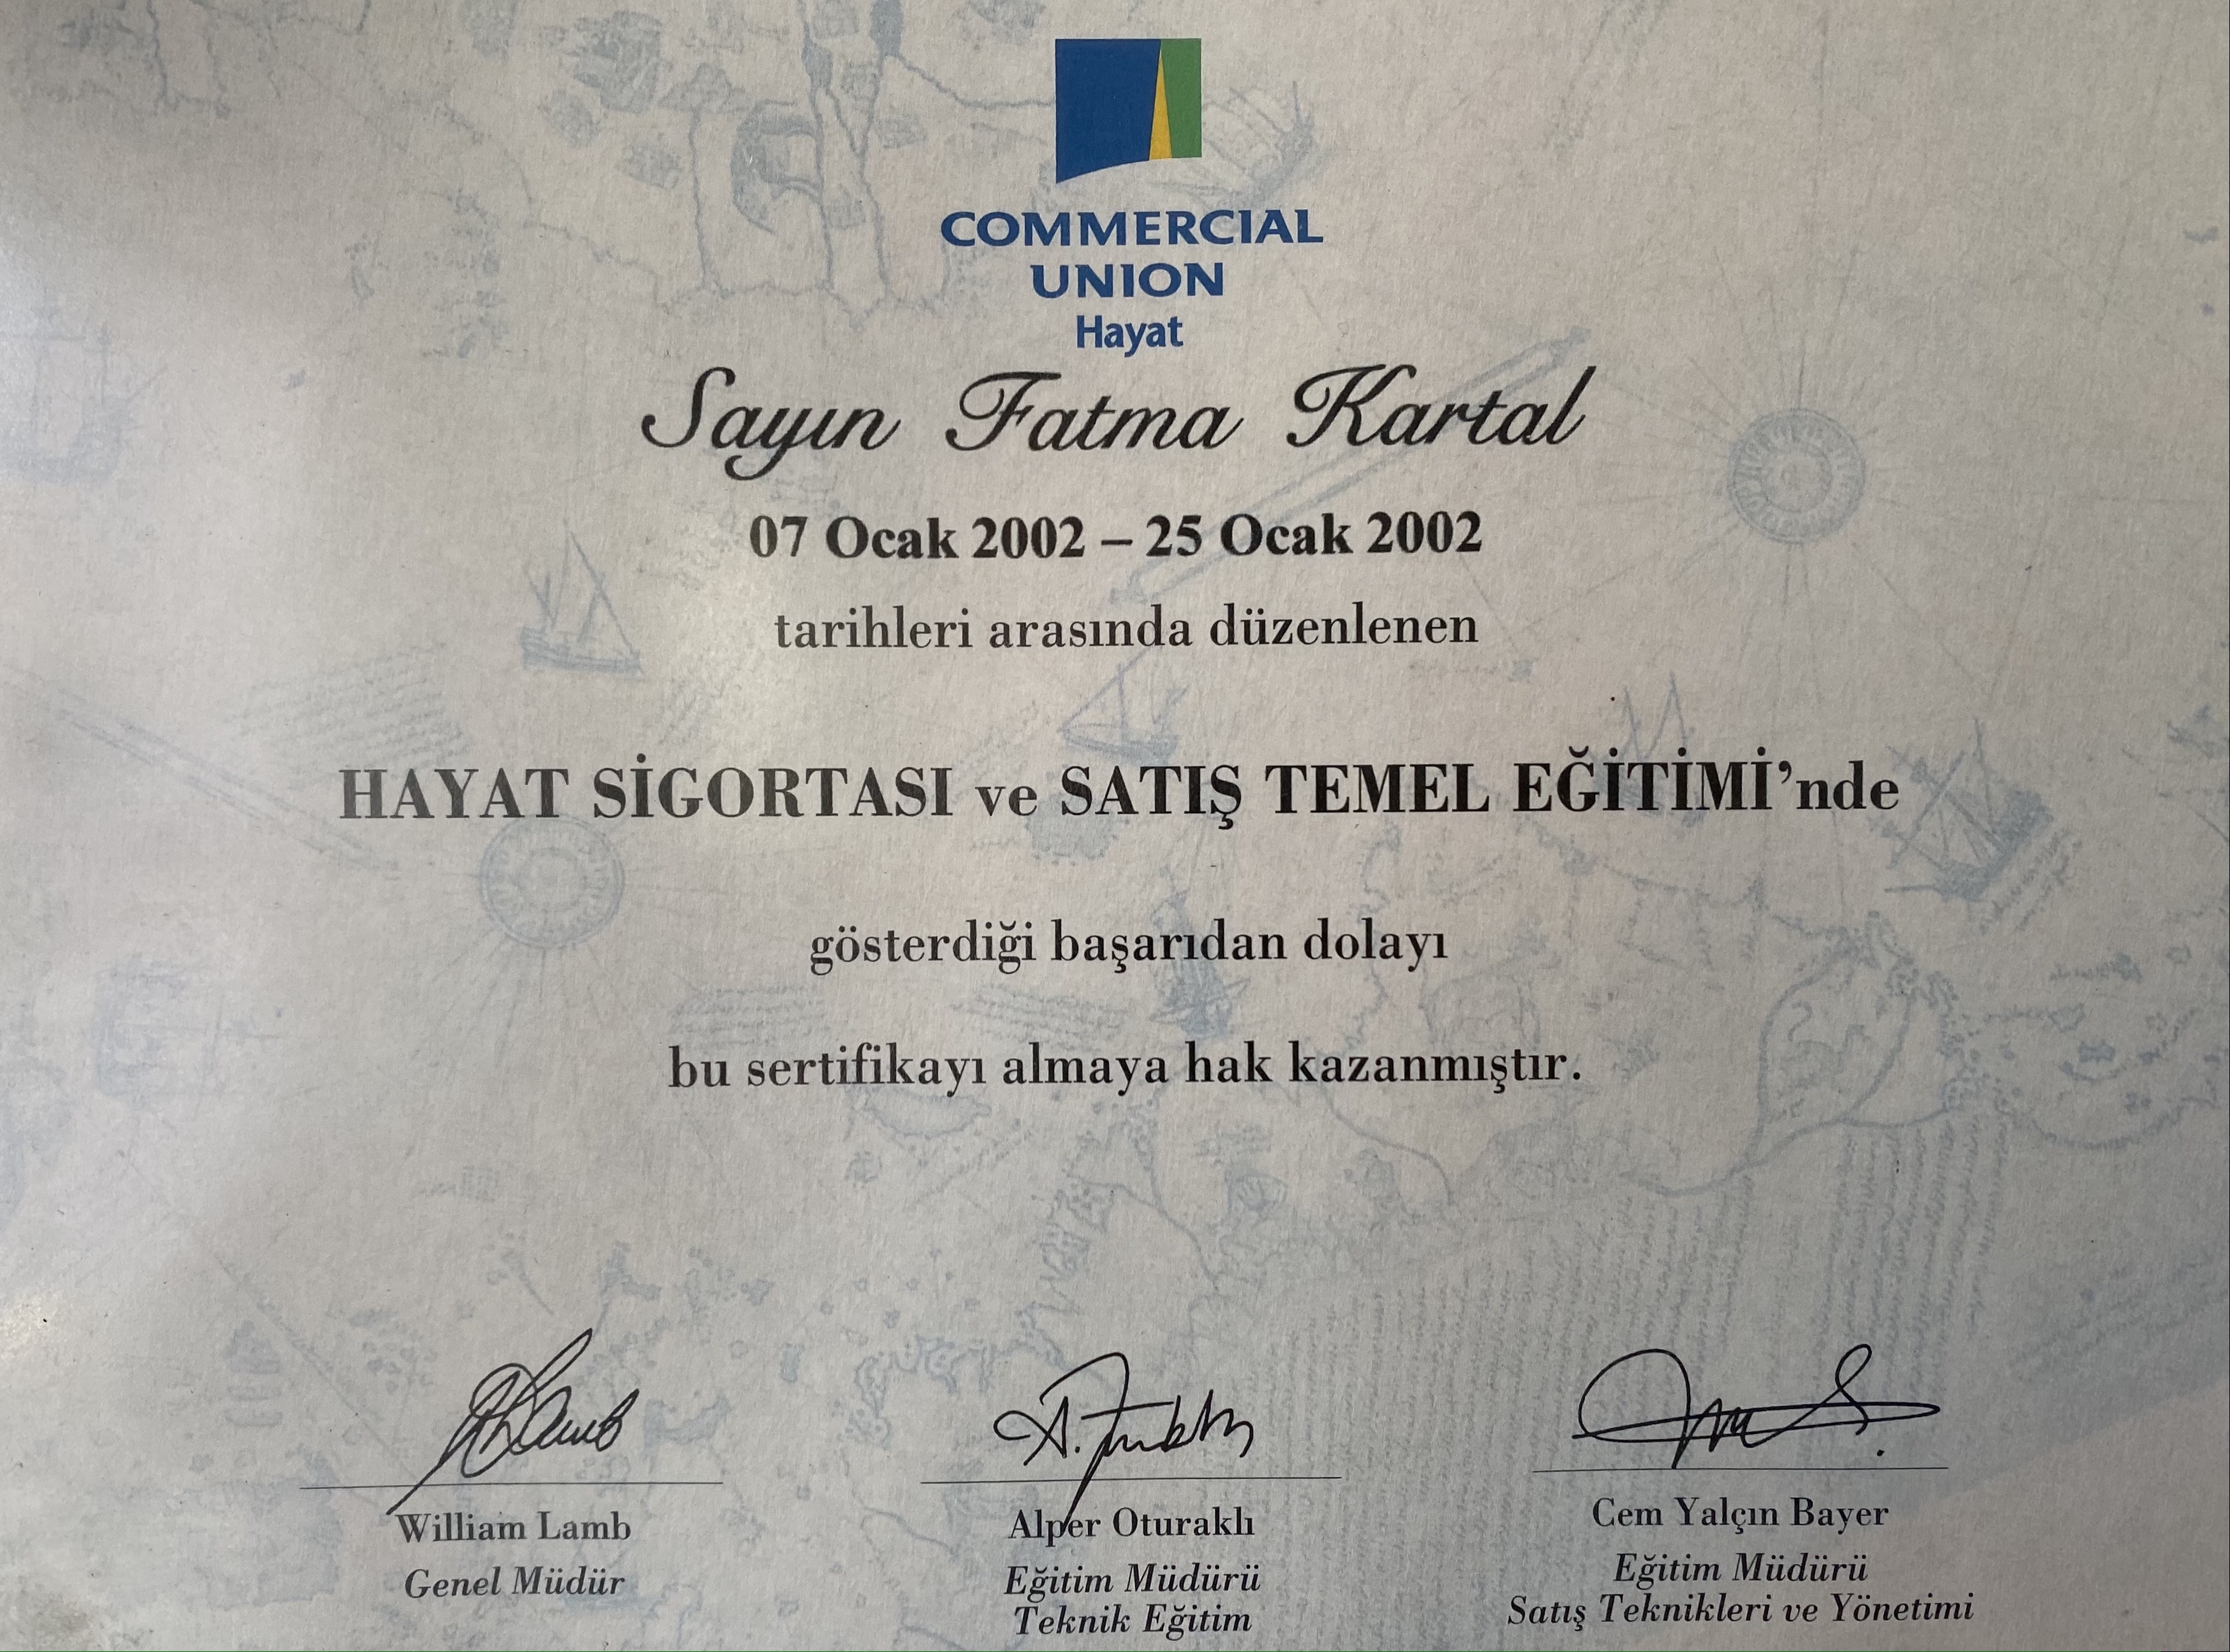 COMMERCIAL
UNION
Hayat
Sayın Fatma Kartal
07 Ocak 2002 – 25 Ocak 2002
tarihleri arasında düzenlenen
HAYAT SİGORTASI ve SATIŞ TEMEL EĞİTİMİ'nde
gösterdiği başarıdan dolayı
bu sertifikayı almaya hak kazanmıştır.
William Lamb
Genel Müdür
Alper Oturaklı
Eğitim Müdürü
Teknik Eğitim
Cem Yalçın Bayer
Eğitim Müdürü
Satış Teknikleri ve Yönetimi